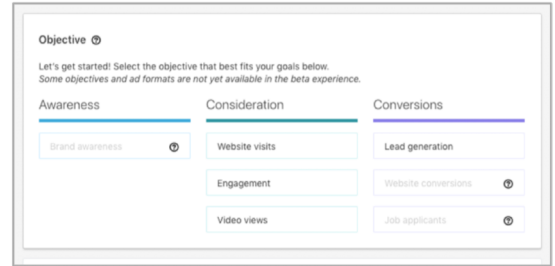 Objective ?
Let's get started! Select the objective that best fits your goals below.
Some objectives and ad formats are not yet available in the beta experience.
Awareness
Brand awareness ?
Consideration
Website visits
Engagement
Video views
Conversions
Lead generation
Website conversions ?
Job applicants ?